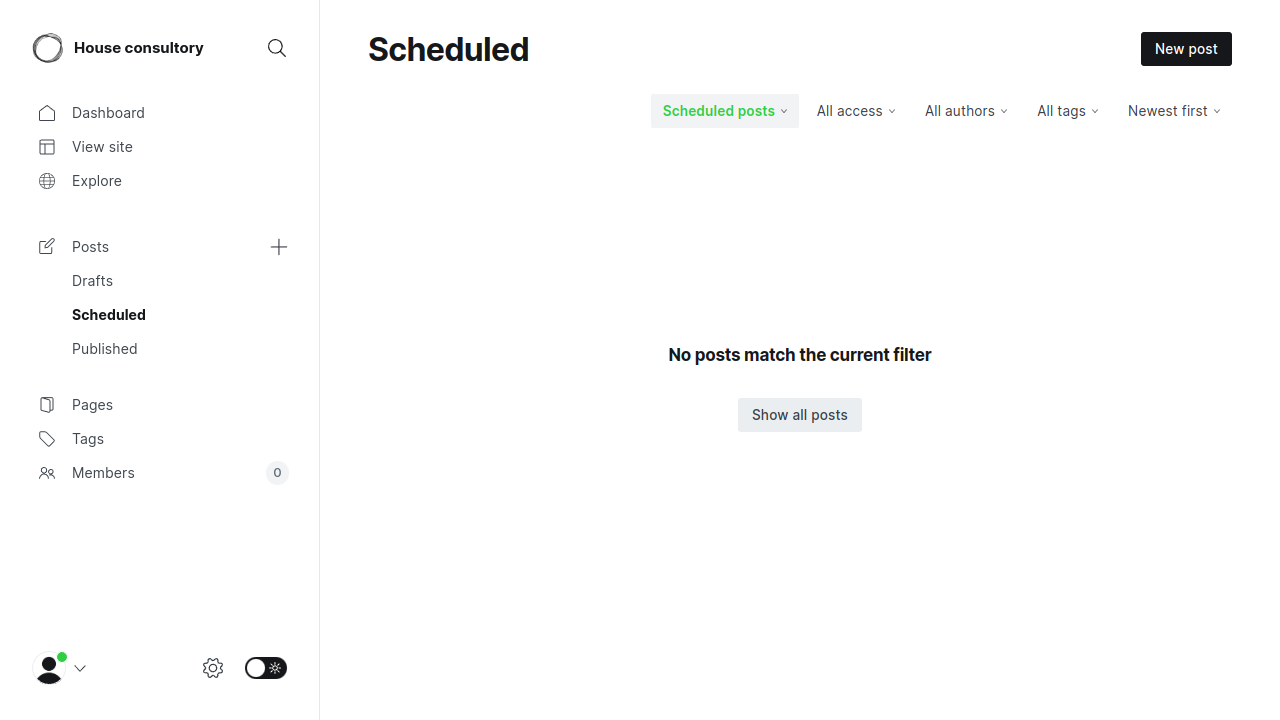 House consultory
Dashboard
View site
Explore
Posts
Drafts
Scheduled
Published
Pages
Tags
Members 0
Scheduled
New post
Scheduled posts All access All authors All tags Newest first
No posts match the current filter
Show all posts